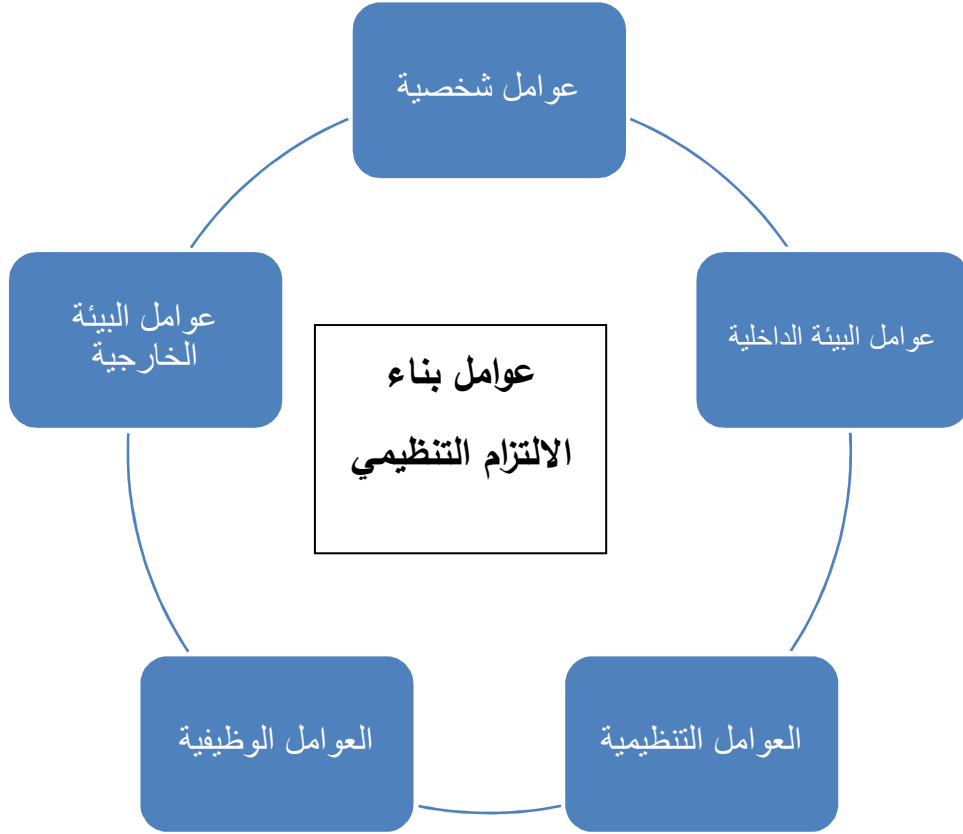 عوامل شخصية
عوامل البيئة الداخلية
عوامل البيئة
الخارجية
عوامل بناء
الالتزام التنظيمي
العوامل التنظيمية
العوامل الوظيفية